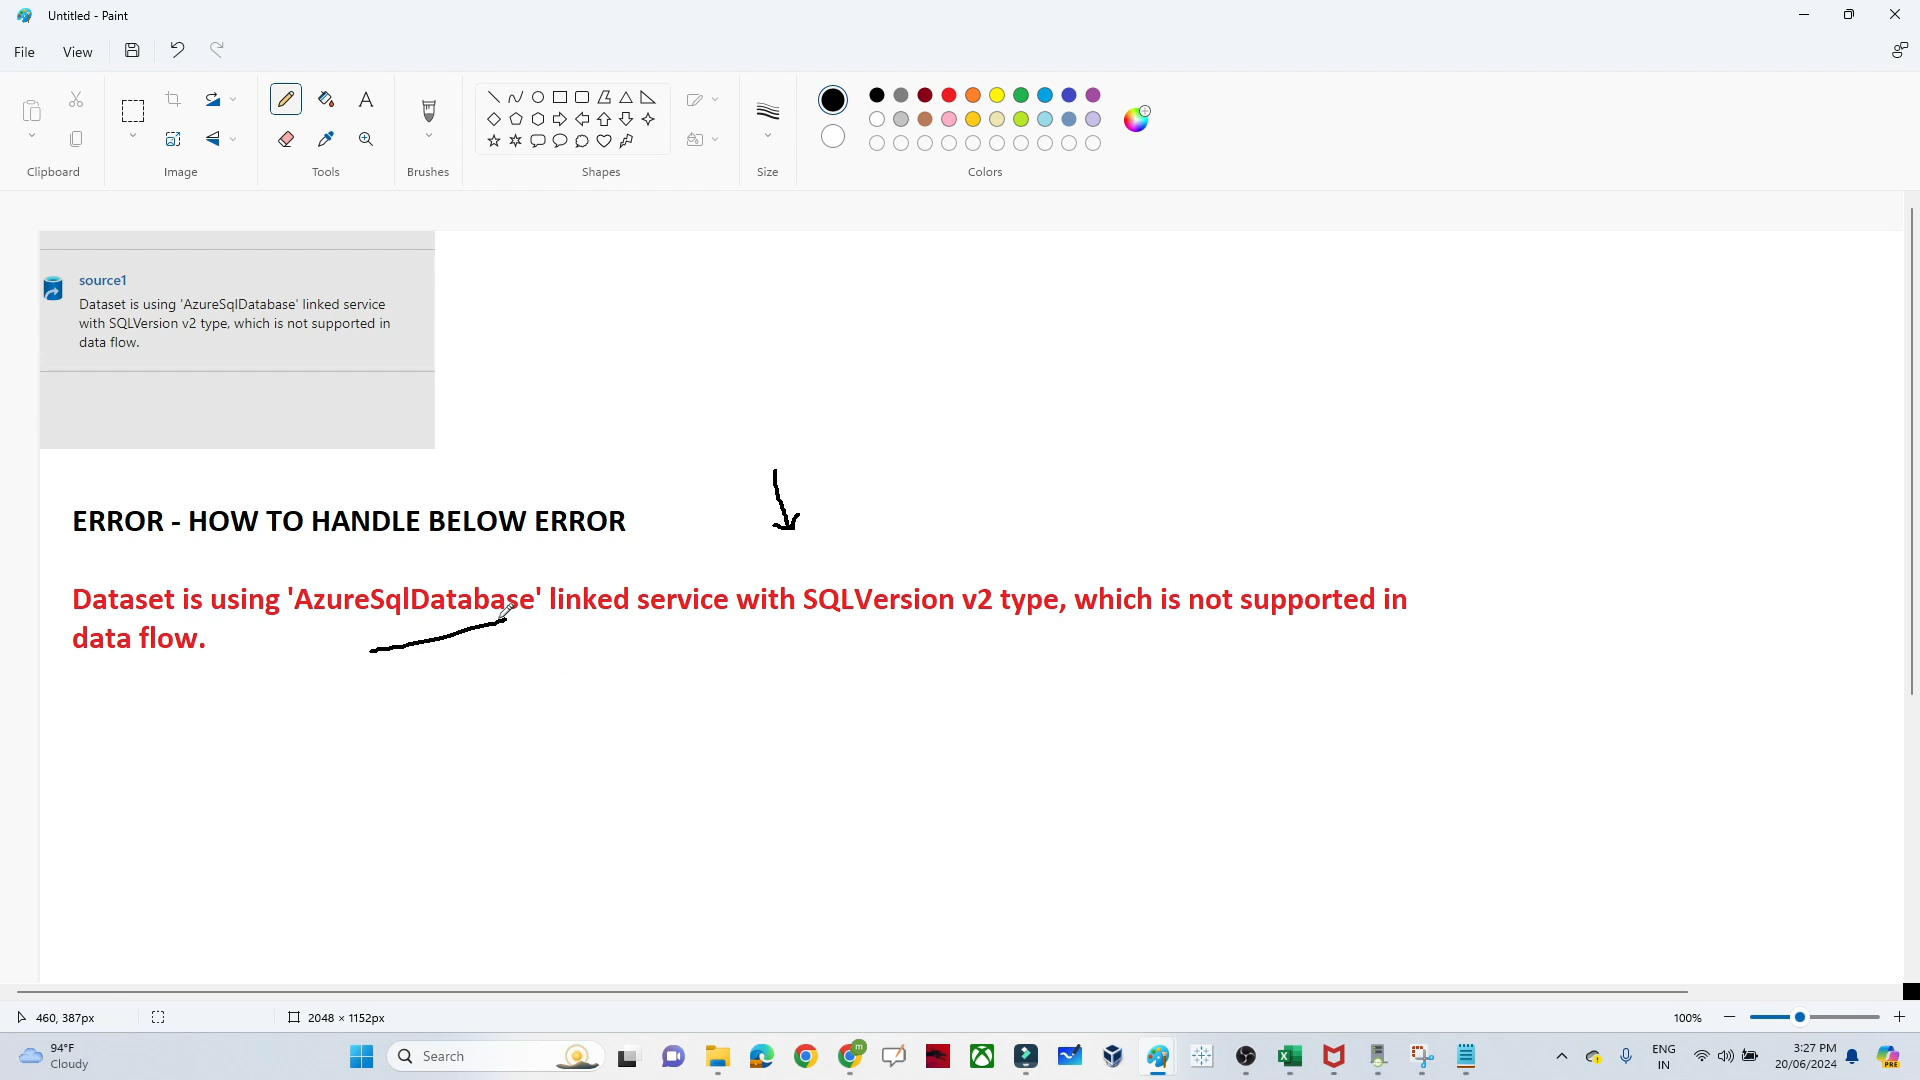 Untitled - Paint
File
View
Clipboard
Image
Tools
Brushes
Shapes
Size
Colors
source1
Dataset is using 'AzureSqlDatabase' linked service
with SQLVersion v2 type, which is not supported in
data flow.
ERROR - HOW TO HANDLE BELOW ERROR
Dataset is using 'AzureSqlDatabase' linked service with SQLVersion v2 type, which is not supported in
data flow.
460, 387px
2048 × 1152px
100%
94°F
Cloudy
Search
m
ENG
IN
3:27 PM
20/06/2024
PRE